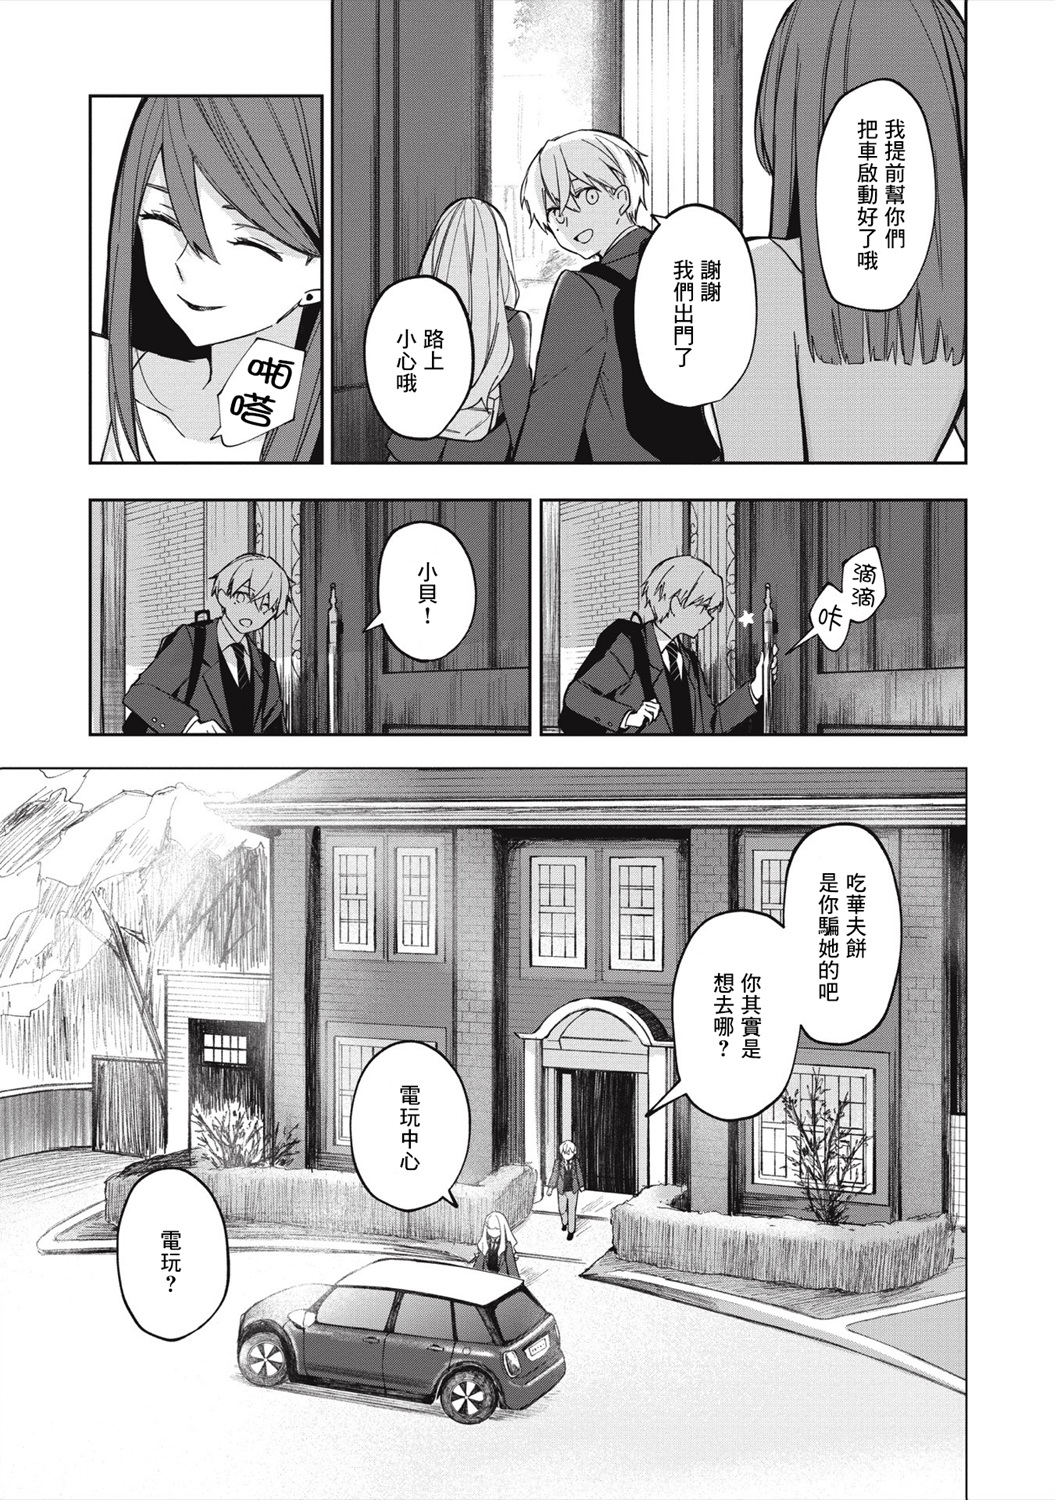 我提前幫你們
把車啟動好了哦
謝謝
我們出門了
路上
小心哦
啪
嗒
滴滴
咔
小貝！
吃華夫餅
是你騙她的吧
你其實是
想去哪？
電玩中心
電玩？